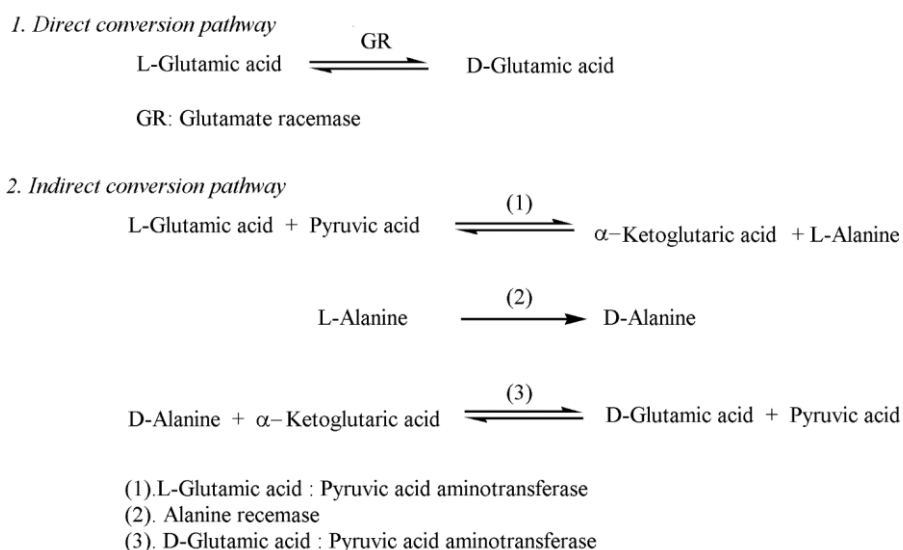 1. Direct conversion pathway
GR
L-Glutamic acid D-Glutamic acid
GR: Glutamate racemase
2. Indirect conversion pathway
(1)
L-Glutamic acid + Pyruvic acid α-Ketoglutaric acid + L-Alanine
(2)
L-Alanine D-Alanine
(3)
D-Alanine + α-Ketoglutaric acid D-Glutamic acid + Pyruvic acid
(1).L-Glutamic acid : Pyruvic acid aminotransferase
(2). Alanine recemase
(3). D-Glutamic acid : Pyruvic acid aminotransferase